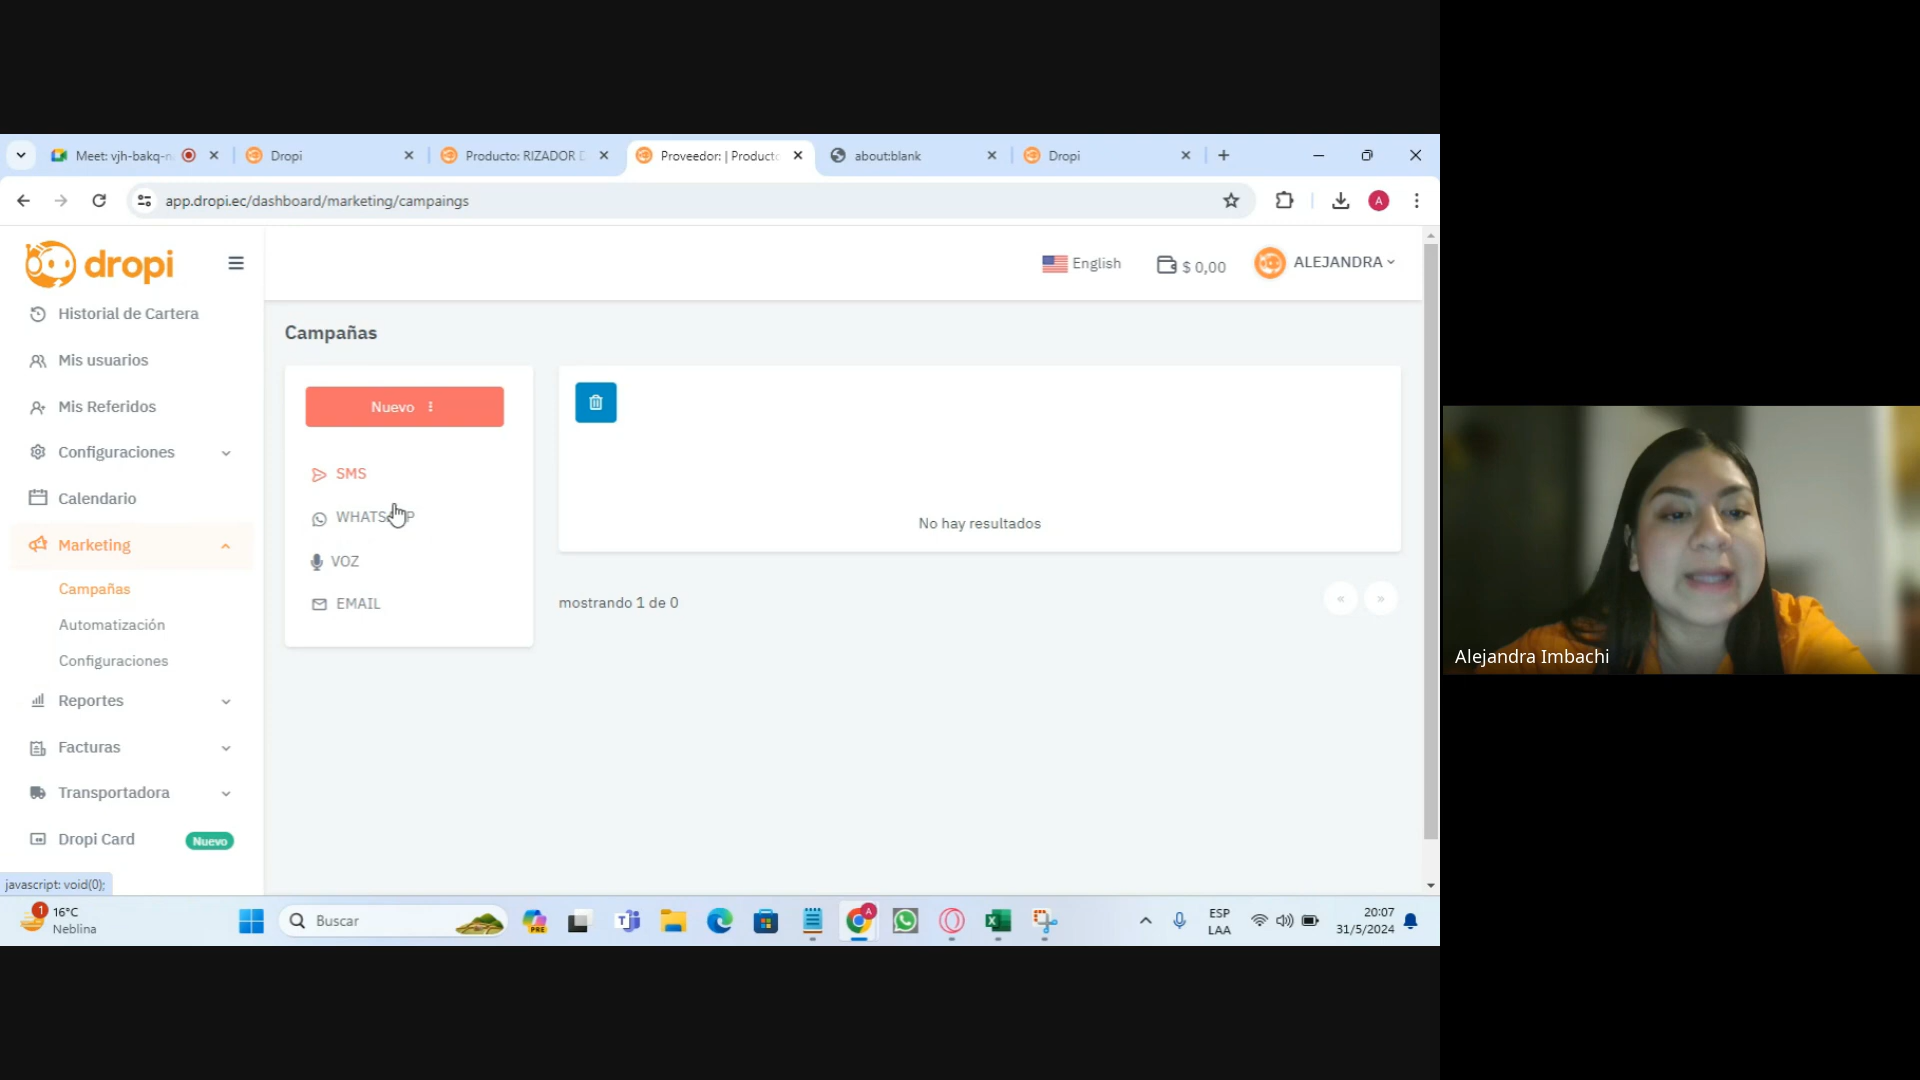 Meet: vjh-bakq-n
Dropi
Producto: RIZADOR D
Proveedor: | Producto
about:blank
Dropi
app.dropi.ec/dashboard/marketing/campaings
A
dropi
English
$ 0,00
ALEJANDRA
Historial de Cartera
Mis usuarios
Mis Referidos
Configuraciones
Calendario
Marketing
Campañas
Automatización
Configuraciones
Reportes
Facturas
Transportadora
Dropi Card
Nuevo
Campañas
Nuevo
SMS
WHATSAPP
VOZ
EMAIL
No hay resultados
mostrando 1 de 0
«
»
javascript: void(0);
Alejandra Imbachi
1
16°C
Neblina
Buscar
PRE
A
ESP
LAA
20:07
31/5/2024